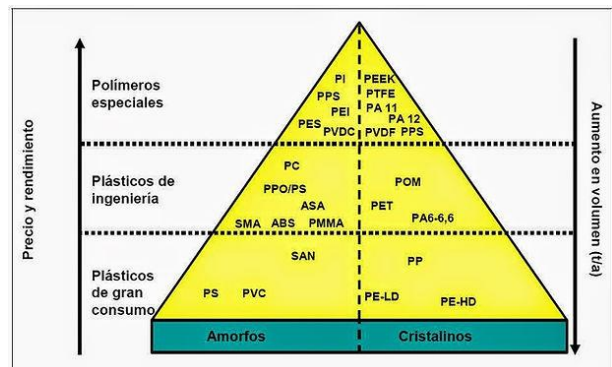 Precio y rendimiento
Polímeros
especiales
Plásticos de
ingeniería
Plásticos
de gran
consumo
PI PEEK
PPS PTFE
PEI PA 11
PES PA 12
PVDC PVDF PPS
PC
PPO/PS POM
ASA PET
SMA ABS PMMA PA6-6,6
SAN PP
PS PVC PE-LD PE-HD
Amorfos Cristalinos
Aumento en volumen (t/a)